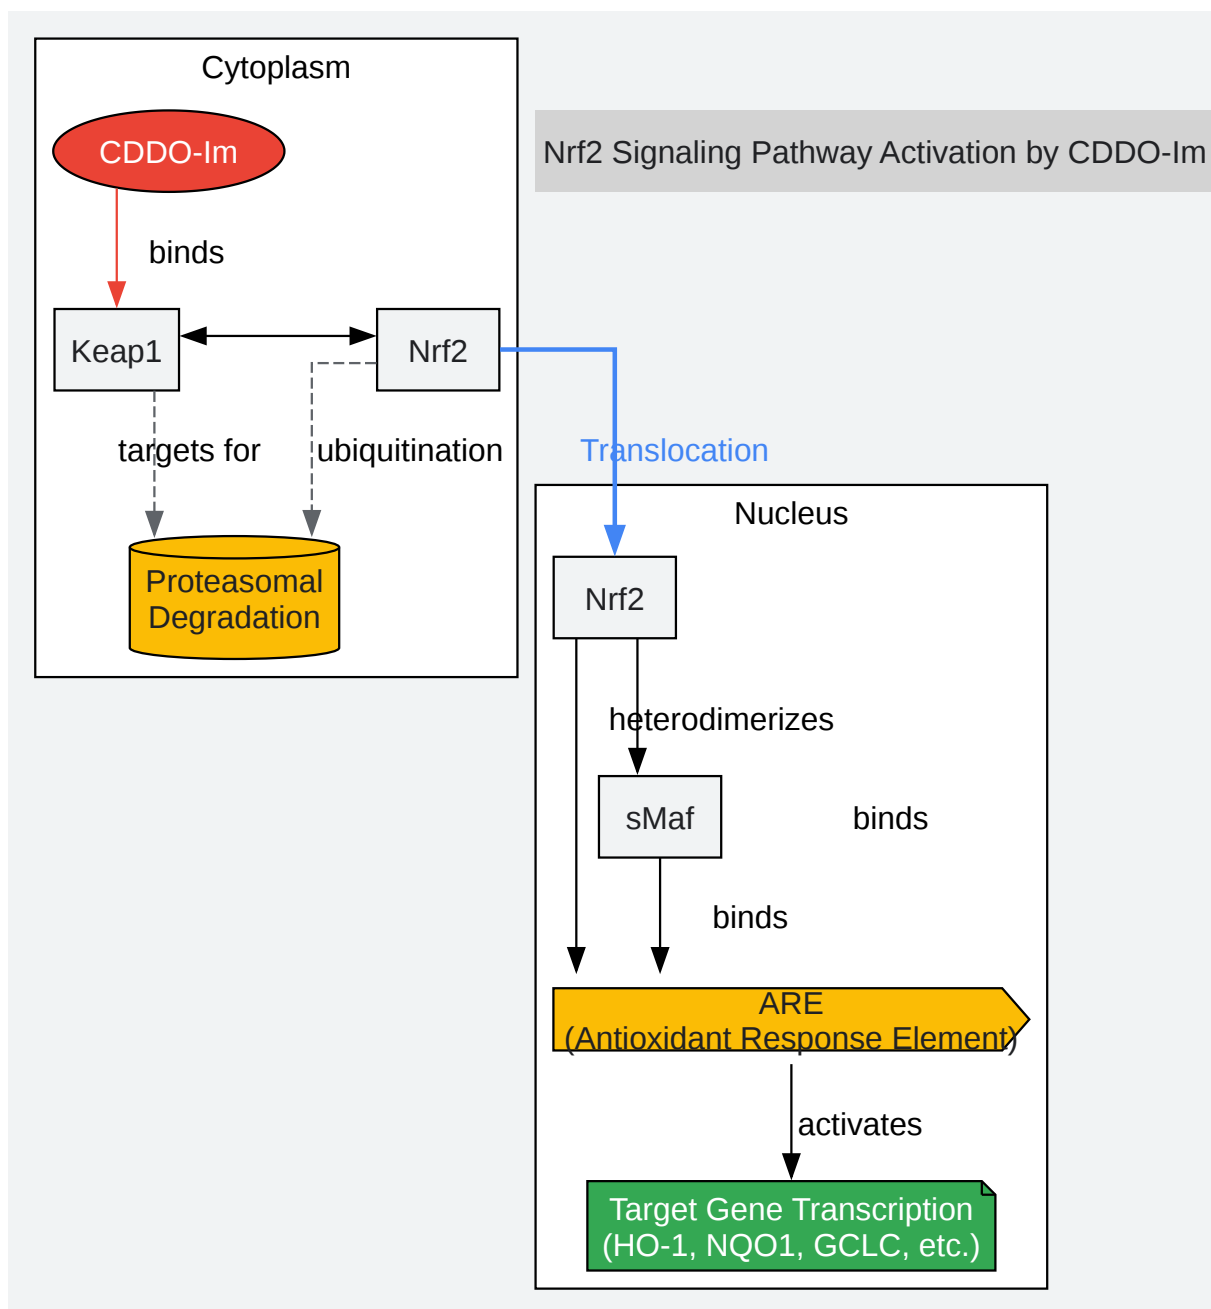 Cytoplasm
CDDO-Im
Nrf2 Signaling Pathway Activation by CDDO-Im
binds
Keap1
Nrf2
targets for
ubiquitination
Translocation
Proteasomal
Degradation
Nucleus
Nrf2
heterodimerizes
sMaf
binds
binds
ARE
(Antioxidant Response Element)
activates
Target Gene Transcription
(HO-1, NQO1, GCLC, etc.)